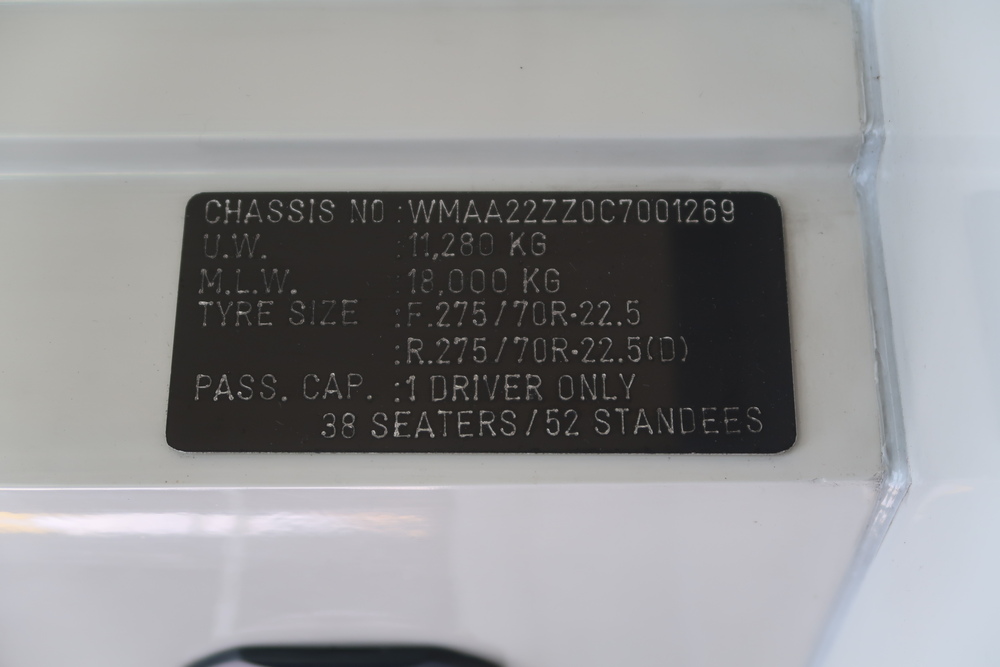 CHASSIS NO :WMAA22ZZ0C7001269
U.W. :11,280 KG
M.L.W. :18,000 KG
TYRE SIZE :F.275/70R·22.5
:R.275/70R·22.5(D)
PASS. CAP. :1 DRIVER ONLY
38 SEATERS/52 STANDEES